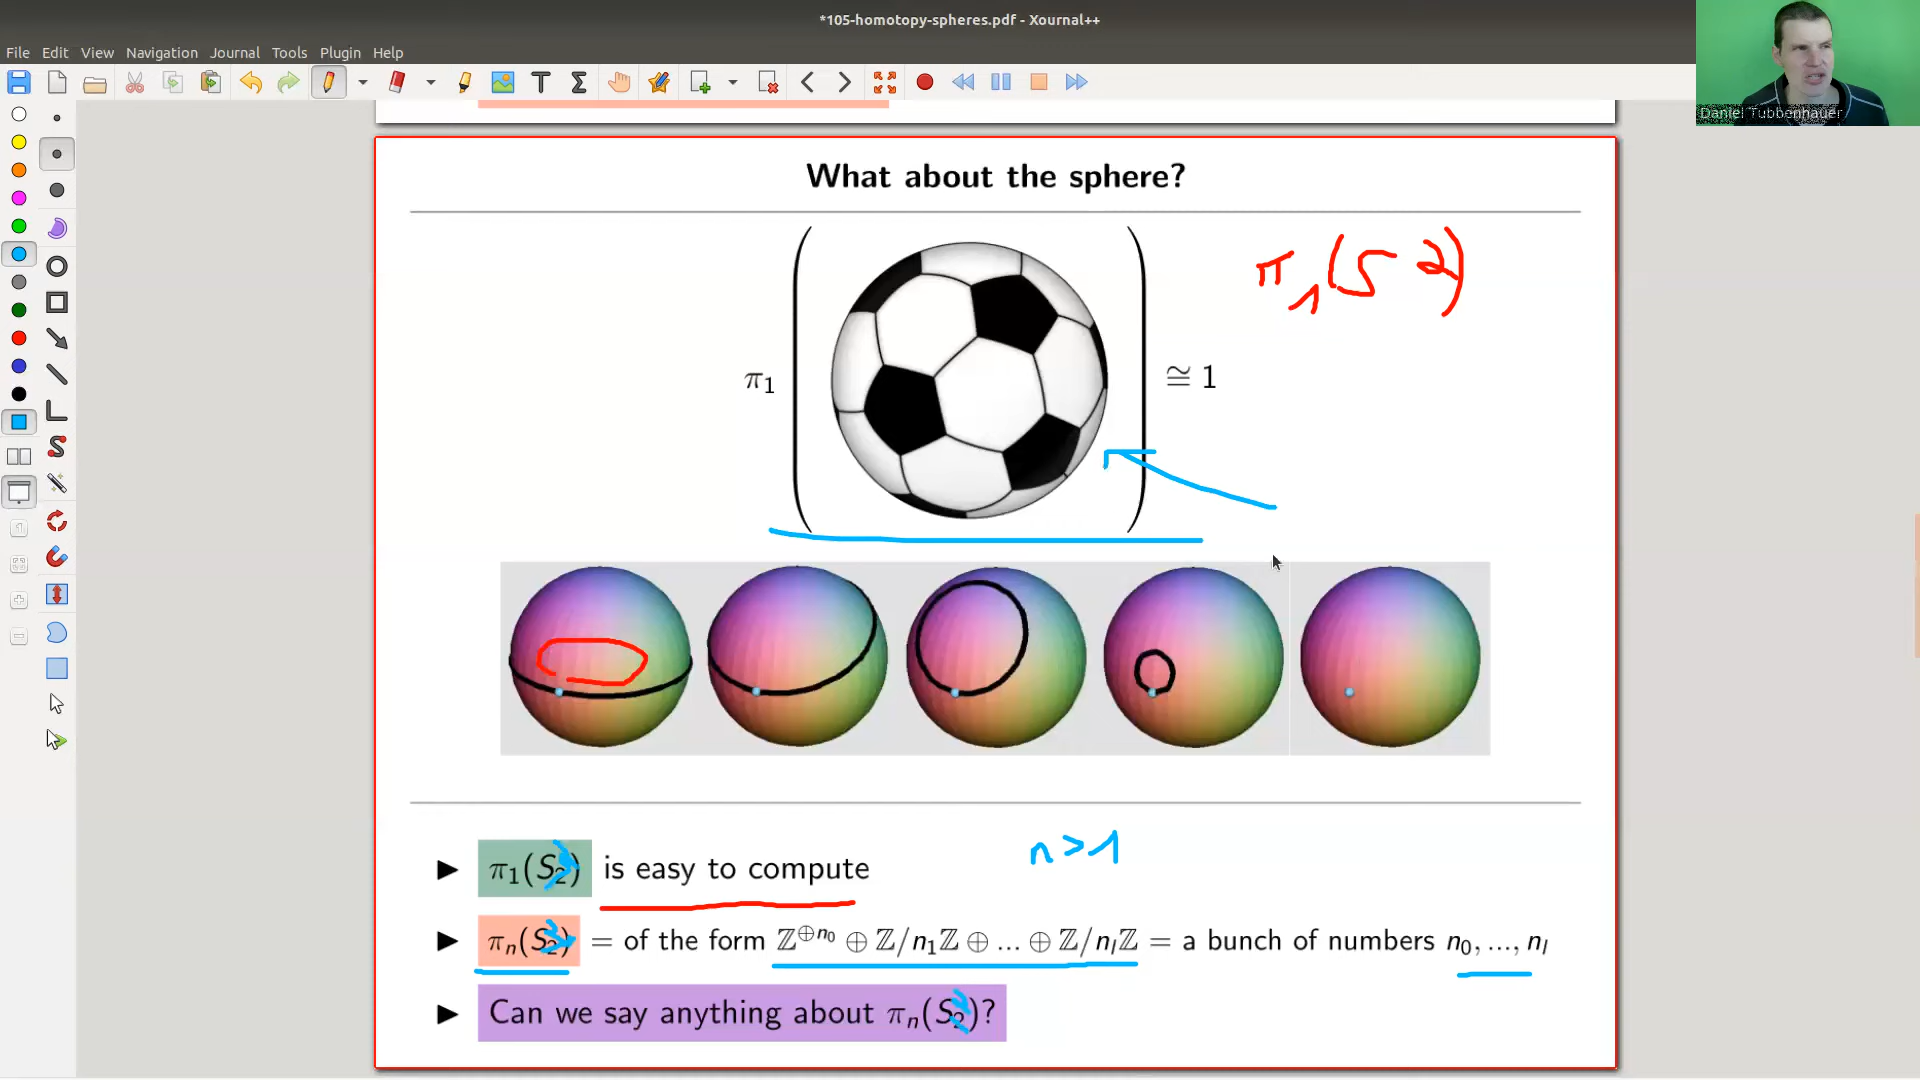 *105-homotopy-spheres.pdf - Xournal++
File Edit View Navigation Journal Tools Plugin Help
Daniel Tubbenhauer
What about the sphere?
π₁(S²)
π₁ ( ) ≅ 1
n > 1
▶ π₁(S₂) is easy to compute
▶ πₙ(S₂) = of the form ℤ^{⊕n₀} ⊕ ℤ/n₁ℤ ⊕ ... ⊕ ℤ/n_lℤ = a bunch of numbers n₀, ..., n_l
▶ Can we say anything about πₙ(S₂)?